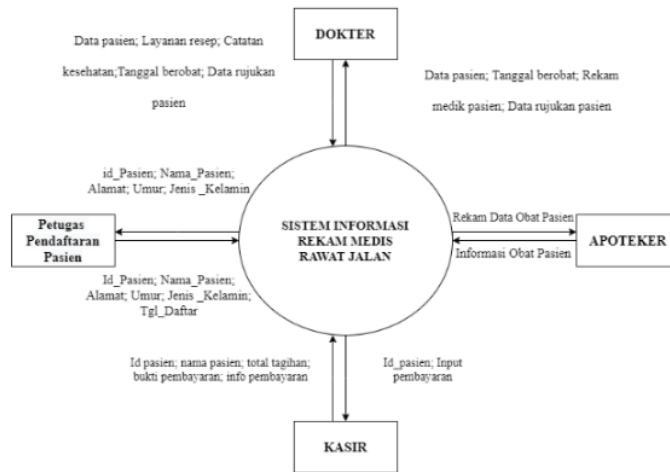 DOKTER
Data pasien; Layanan resep; Catatan
kesehatan;Tanggal berobat; Data rujukan
pasien
Data pasien; Tanggal berobat; Rekam
medik pasien; Data rujukan pasien
id_Pasien; Nama_Pasien;
Alamat; Umur; Jenis _Kelamin
Petugas
Pendaftaran
Pasien
SISTEM INFORMASI
REKAM MEDIS
RAWAT JALAN
Rekam Data Obat Pasien
Informasi Obat Pasien
APOTEKER
Id_Pasien; Nama_Pasien;
Alamat; Umur; Jenis _Kelamin;
Tgl_Daftar
Id pasien; nama pasien; total tagihan;
bukti pembayaran; info pembayaran
Id_pasien; Input
pembayaran
KASIR